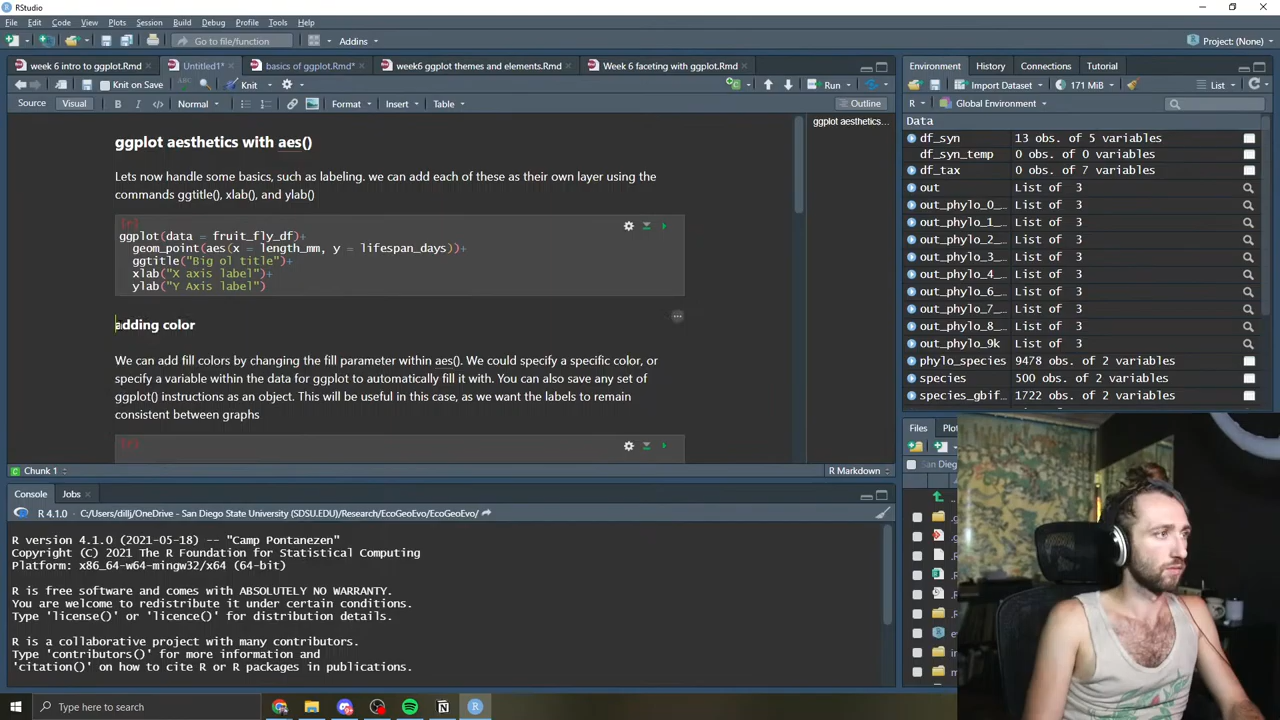 RStudio
File Edit Code View Plots Session Build Debug Profile Tools Help
Go to file/function Addins Project: (None)
week 6 intro to ggplot.Rmd Untitled1* basics of ggplot.Rmd* week6 ggplot themes and elements.Rmd Week 6 faceting with ggplot.Rmd
Knit on Save Knit Run
Source Visual B I Normal Format Insert Table Outline
ggplot aesthetics with aes()
Lets now handle some basics, such as labeling. we can add each of these as their own layer using the
commands ggtitle(), xlab(), and ylab()
{r}
ggplot(data = fruit_fly_df)+
geom_point(aes(x = length_mm, y = lifespan_days))+
ggtitle("Big ol title")+
xlab("X axis label")+
ylab("Y Axis label")
adding color
We can add fill colors by changing the fill parameter within aes(). We could specify a specific color, or
specify a variable within the data for ggplot to automatically fill it with. You can also save any set of
ggplot() instructions as an object. This will be useful in this case, as we want the labels to remain
consistent between graphs
{r}
ggplot aesthetics...
Chunk 1 R Markdown
Console Jobs
R 4.1.0 C:/Users/dillj/OneDrive - San Diego State University (SDSU.EDU)/Research/EcoGeoEvo/EcoGeoEvo/
R version 4.1.0 (2021-05-18) -- "Camp Pontanezen"
Copyright (C) 2021 The R Foundation for Statistical Computing
Platform: x86_64-w64-mingw32/x64 (64-bit)
R is free software and comes with ABSOLUTELY NO WARRANTY.
You are welcome to redistribute it under certain conditions.
Type 'license()' or 'licence()' for distribution details.
R is a collaborative project with many contributors.
Type 'contributors()' for more information and
'citation()' on how to cite R or R packages in publications.
Environment History Connections Tutorial
Import Dataset 171 MiB List
R Global Environment
Data
df_syn 13 obs. of 5 variables
df_syn_temp 0 obs. of 0 variables
df_tax 0 obs. of 7 variables
out List of 3
out_phylo_0_… List of 3
out_phylo_1_… List of 3
out_phylo_2_… List of 3
out_phylo_3_… List of 3
out_phylo_4_… List of 3
out_phylo_6_… List of 3
out_phylo_7_… List of 3
out_phylo_8_… List of 3
out_phylo_9k List of 3
phylo_species 9478 obs. of 2 variables
species 500 obs. of 2 variables
species_gbif… 1722 obs. of 2 variables
Files Plo
San Diego
Type here to search